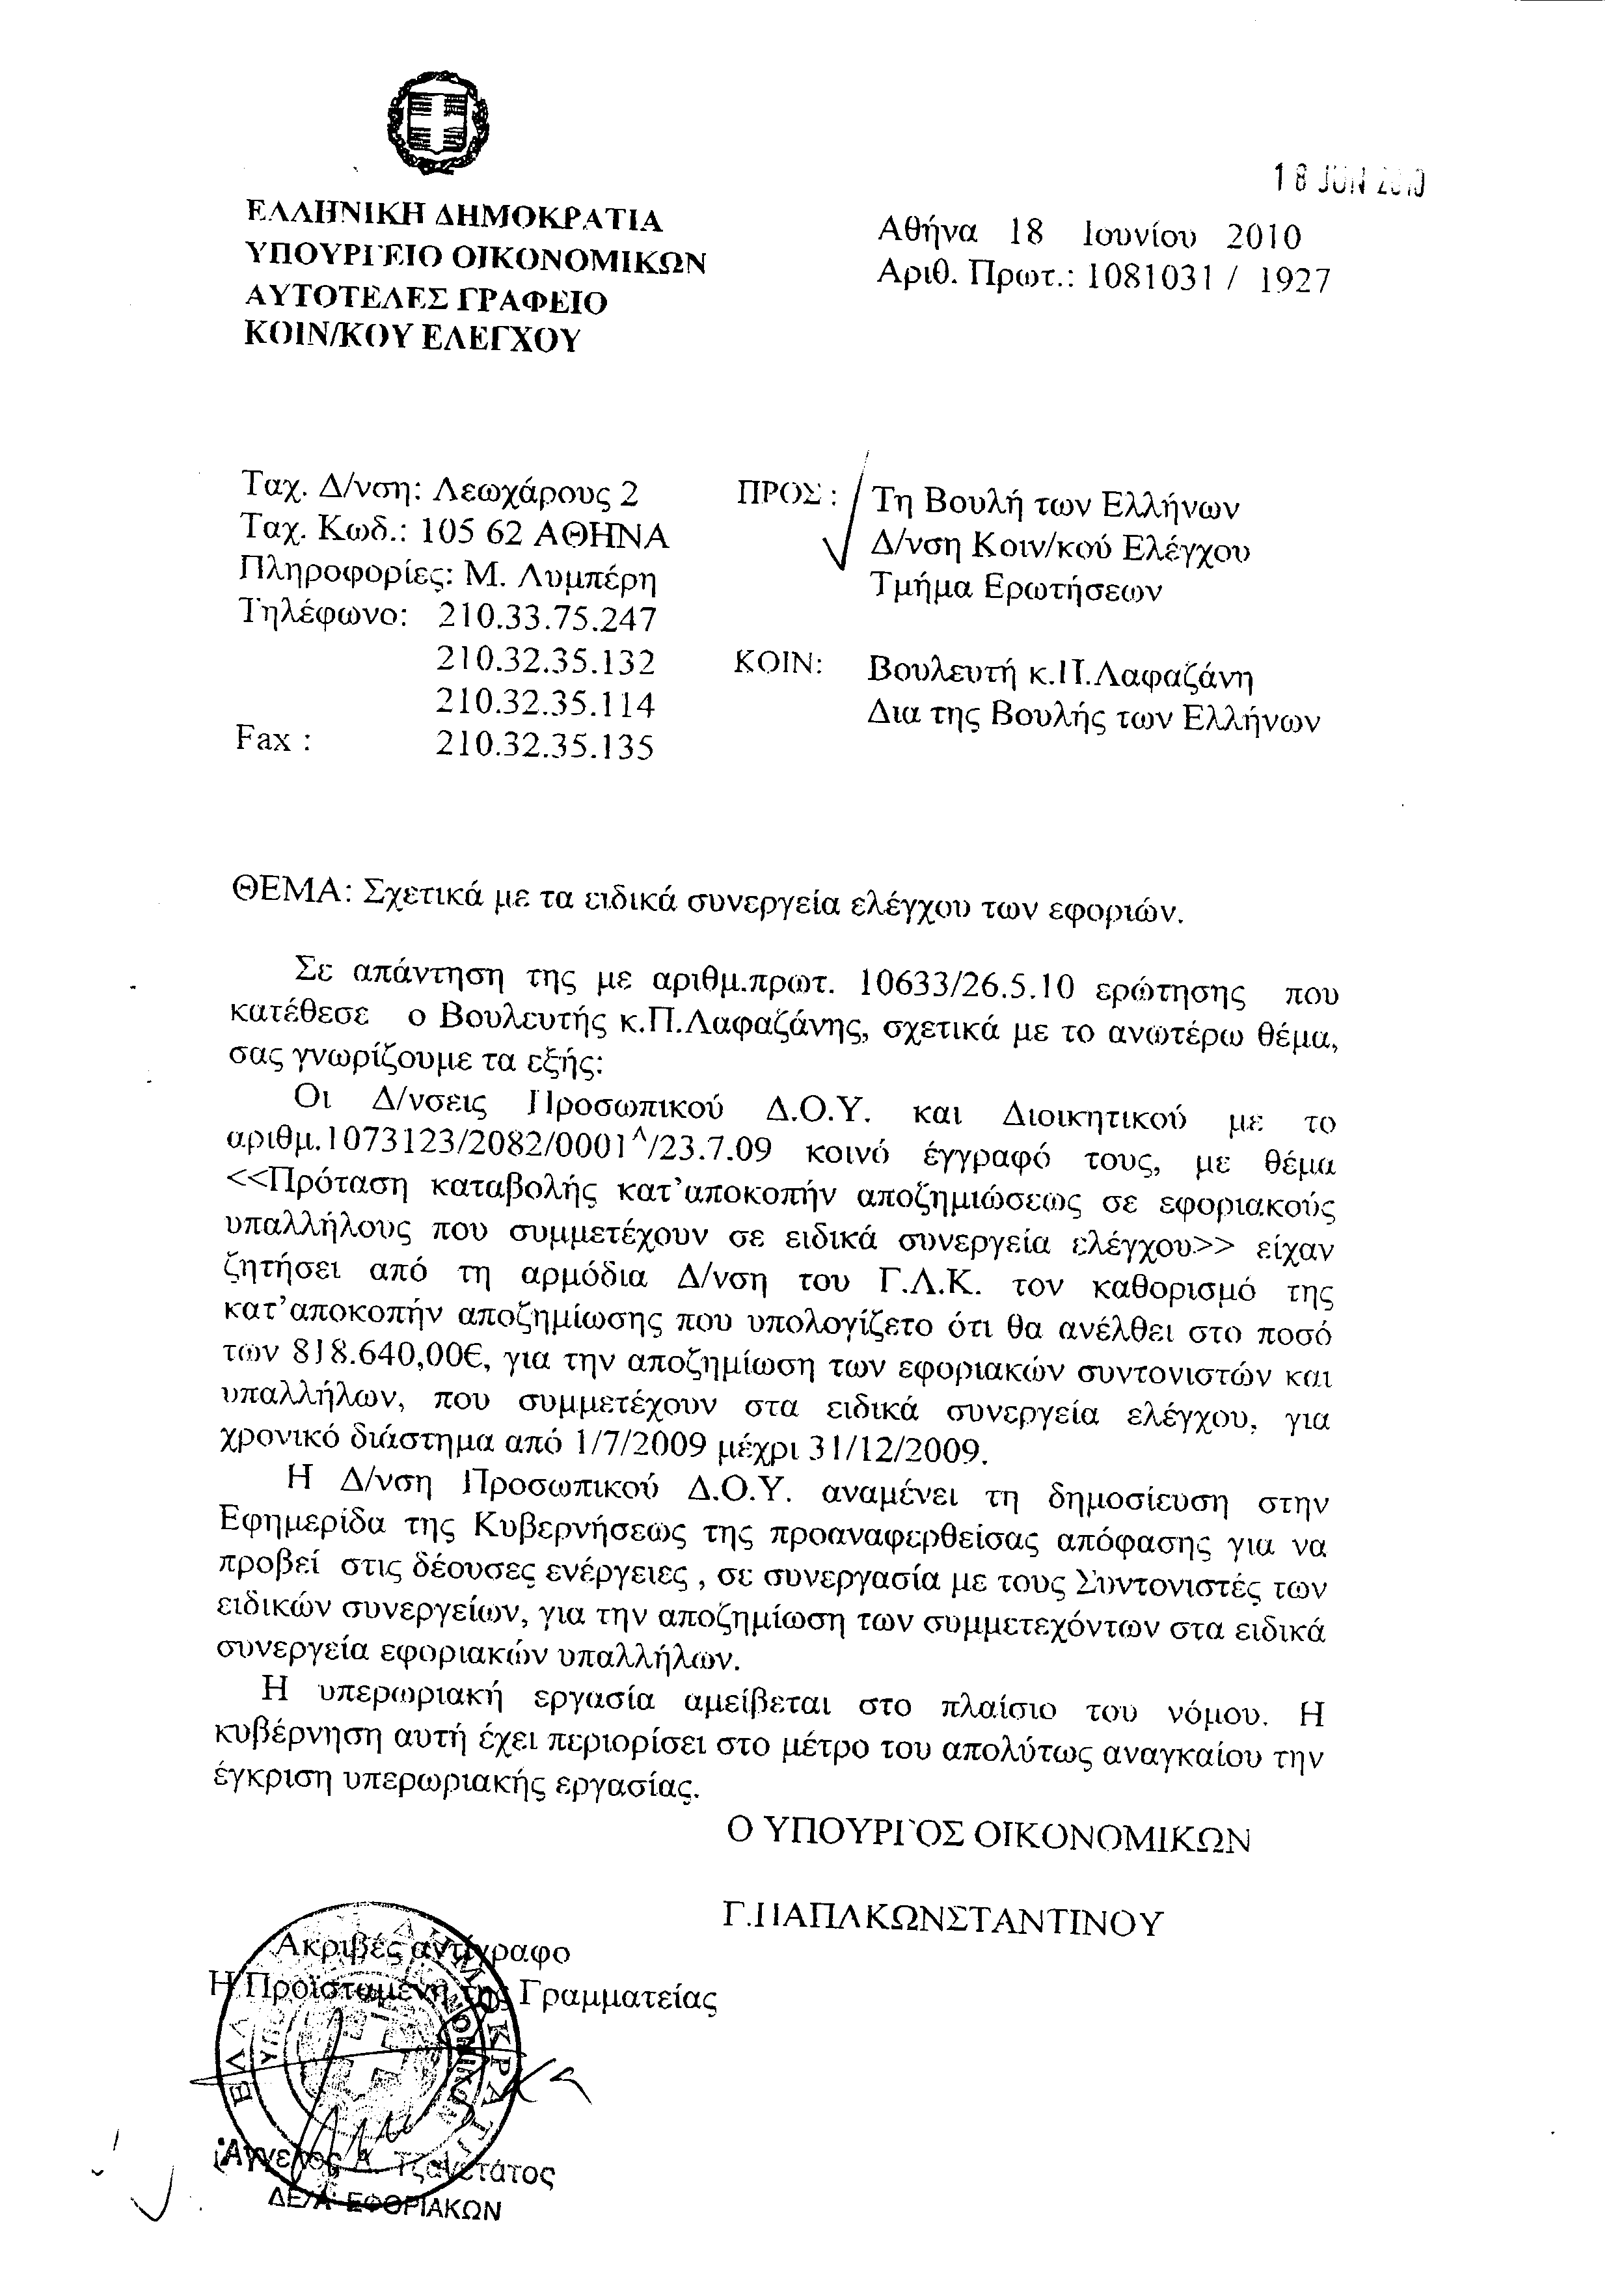 18 JUN 2010
ΕΛΛΗΝΙΚΗ ΔΗΜΟΚΡΑΤΙΑ
ΥΠΟΥΡΓΕΙΟ ΟΙΚΟΝΟΜΙΚΩΝ
ΑΥΤΟΤΕΛΕΣ ΓΡΑΦΕΙΟ
ΚΟΙΝ/ΚΟΥ ΕΛΕΓΧΟΥ
Αθήνα 18 Ιουνίου 2010
Αριθ. Πρωτ.: 1081031 / 1927
Ταχ. Δ/νση: Λεωχάρους 2
Ταχ. Κωδ.: 105 62 ΑΘΗΝΑ
Πληροφορίες: Μ. Λυμπέρη
Τηλέφωνο: 210.33.75.247
210.32.35.132
210.32.35.114
Fax : 210.32.35.135
ΠΡΟΣ : Τη Βουλή των Ελλήνων
Δ/νση Κοιν/κού Ελέγχου
Τμήμα Ερωτήσεων
ΚΟΙΝ: Βουλευτή κ.Π.Λαφαζάνη
Δια της Βουλής των Ελλήνων
ΘΕΜΑ: Σχετικά με τα ειδικά συνεργεία ελέγχου των εφοριών.
Σε απάντηση της με αριθμ.πρωτ. 10633/26.5.10 ερώτησης που
κατέθεσε ο Βουλευτής κ.Π.Λαφαζάνης, σχετικά με το ανωτέρω θέμα,
σας γνωρίζουμε τα εξής:
Οι Δ/νσεις Προσωπικού Δ.Ο.Υ. και Διοικητικού με το
αριθμ.1073123/2082/0001Α/23.7.09 κοινό έγγραφό τους, με θέμα
<<Πρόταση καταβολής κατ’αποκοπήν αποζημιώσεως σε εφοριακούς
υπαλλήλους που συμμετέχουν σε ειδικά συνεργεία ελέγχου>> είχαν
ζητήσει από τη αρμόδια Δ/νση του Γ.Λ.Κ. τον καθορισμό της
κατ’αποκοπήν αποζημίωσης που υπολογίζετο ότι θα ανέλθει στο ποσό
των 818.640,00€, για την αποζημίωση των εφοριακών συντονιστών και
υπαλλήλων, που συμμετέχουν στα ειδικά συνεργεία ελέγχου, για
χρονικό διάστημα από 1/7/2009 μέχρι 31/12/2009.
Η Δ/νση Προσωπικού Δ.Ο.Υ. αναμένει τη δημοσίευση στην
Εφημερίδα της Κυβερνήσεως της προαναφερθείσας απόφασης για να
προβεί στις δέουσες ενέργειες , σε συνεργασία με τους Συντονιστές των
ειδικών συνεργείων, για την αποζημίωση των συμμετεχόντων στα ειδικά
συνεργεία εφοριακών υπαλλήλων.
Η υπερωριακή εργασία αμείβεται στο πλαίσιο του νόμου. Η
κυβέρνηση αυτή έχει περιορίσει στο μέτρο του απολύτως αναγκαίου την
έγκριση υπερωριακής εργασίας.
Ο ΥΠΟΥΡΓΟΣ ΟΙΚΟΝΟΜΙΚΩΝ
Γ.ΠΑΠΑΚΩΝΣΤΑΝΤΙΝΟΥ
Ακριβές αντίγραφο
Η Προϊσταμένη της Γραμματείας
Άγγελος Α. Τζανετάτος
ΕΦΟΡΙΑΚΩΝ